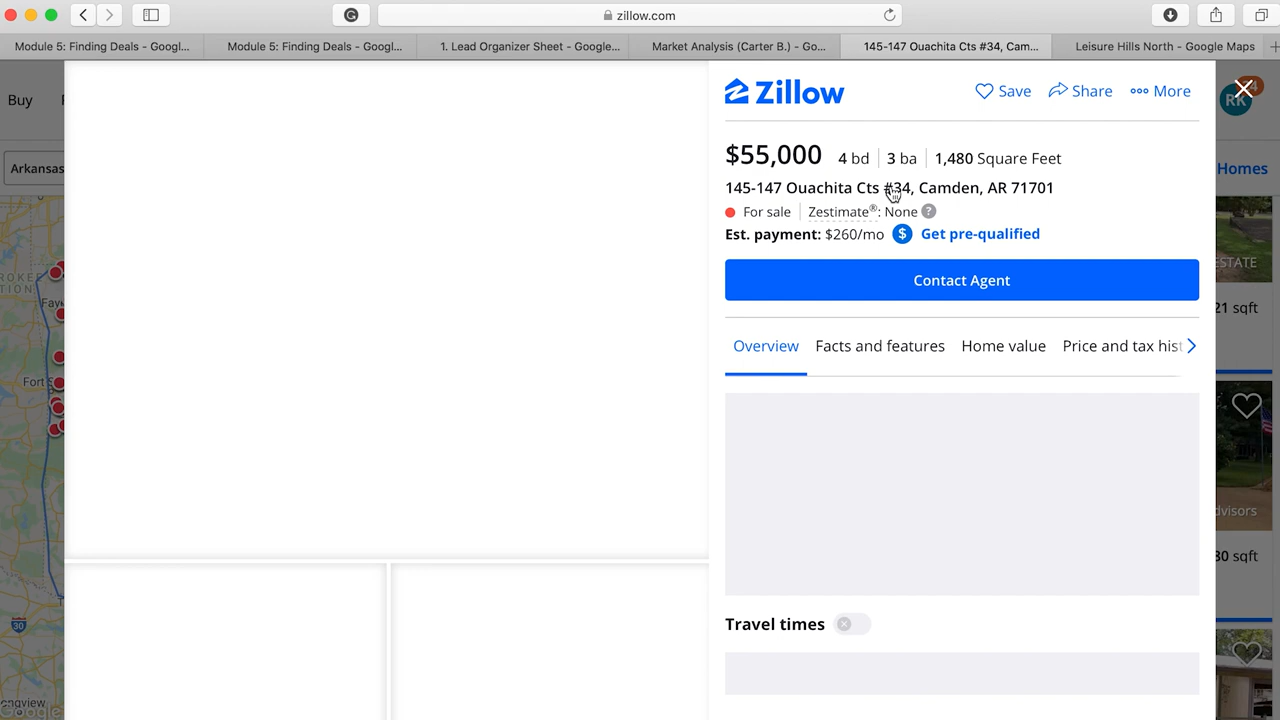 zillow.com
Module 5: Finding Deals - Googl...
Module 5: Finding Deals - Googl...
1. Lead Organizer Sheet - Google...
Market Analysis (Carter B.) - Go...
145-147 Ouachita Cts #34, Cam...
Leisure Hills North - Google Maps
Buy
Zillow
Save
Share
More
RK
Arkansas
Homes
$55,000 4 bd 3 ba 1,480 Square Feet
145-147 Ouachita Cts #34, Camden, AR 71701
For sale Zestimate®: None ?
Est. payment: $260/mo $ Get pre-qualified
Contact Agent
Overview Facts and features Home value Price and tax hist
ESTATE
21 sqft
dvisors
30 sqft
Travel times
Fort S
30
Google